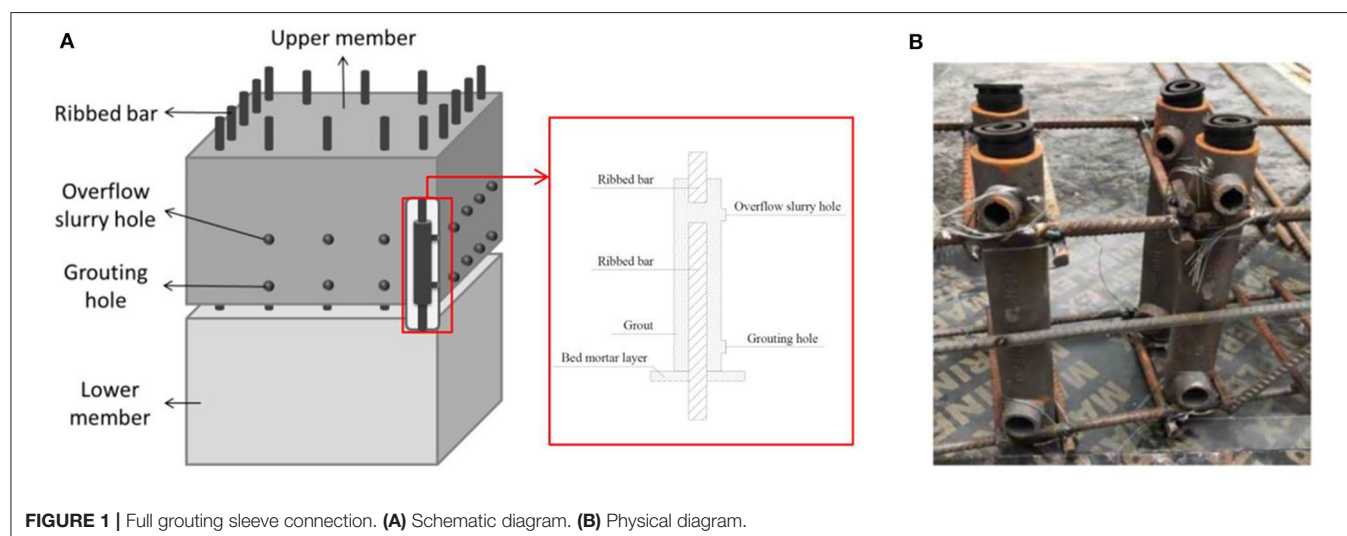 A
Upper member
Ribbed bar
Overflow
slurry hole
Grouting
hole
Lower
member
Ribbed bar
Overflow slurry hole
Ribbed bar
Grout
Grouting hole
Bed mortar layer
B
FIGURE 1 | Full grouting sleeve connection. (A) Schematic diagram. (B) Physical diagram.